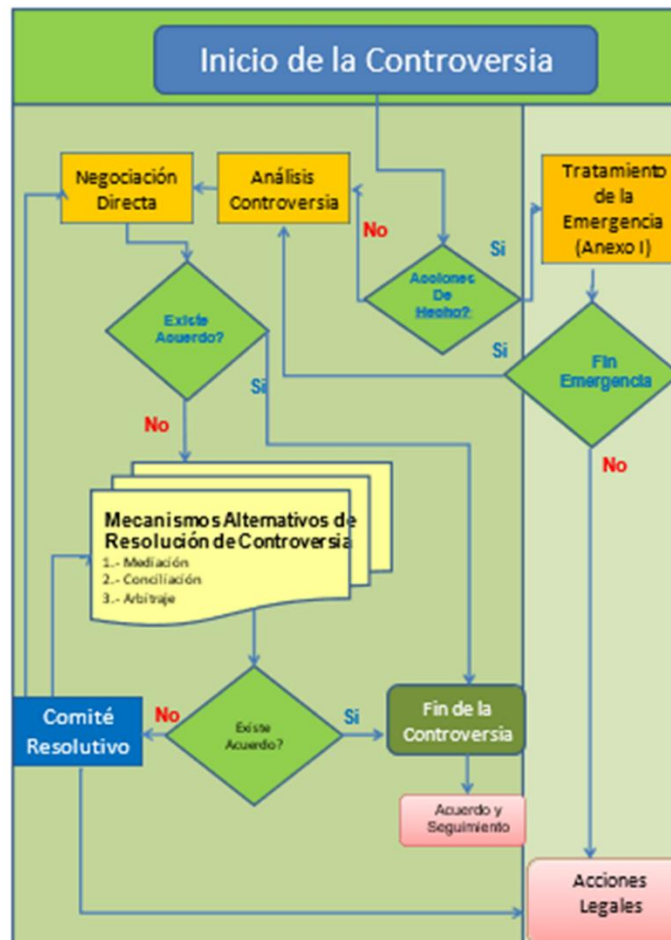 Inicio de la Controversia
Negociación
Directa
Análisis
Controversia
Tratamiento
de la
Emergencia
(Anexo I)
No
Si
Acciones
De
Hecho?
Existe
Acuerdo?
Si
Si
Fin
Emergencia
No
No
Mecanismos Alternativos de
Resolución de Controversia
1.- Mediación
2.- Conciliación
3.- Arbitraje
Comité
Resolutivo
No
Existe
Acuerdo?
Si
Fin de la
Controversia
Acuerdo y
Seguimiento
Acciones
Legales